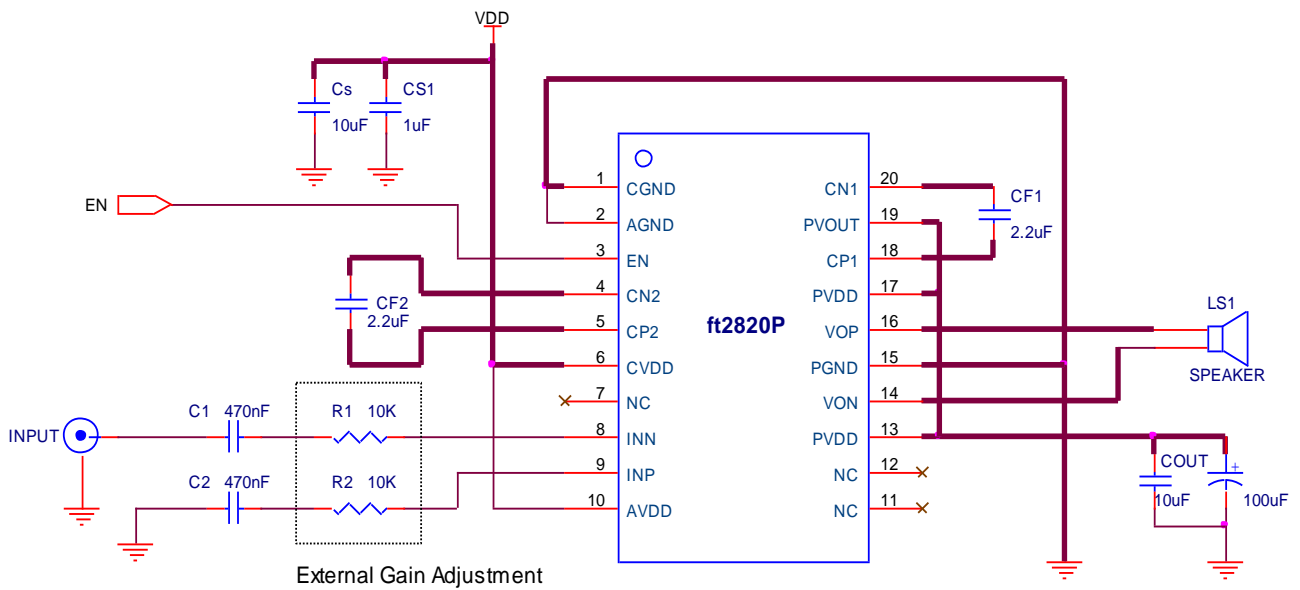 VDD
Cs
10uF
CS1
1uF
EN
CF2
2.2uF
INPUT
C1 470nF
R1 10K
C2 470nF
R2 10K
External Gain Adjustment
ft2820P
1 CGND
2 AGND
3 EN
4 CN2
5 CP2
6 CVDD
7 NC
8 INN
9 INP
10 AVDD
CN1 20
PVOUT 19
CP1 18
PVDD 17
VOP 16
PGND 15
VON 14
PVDD 13
NC 12
NC 11
CF1
2.2uF
LS1
SPEAKER
COUT
10uF
+
100uF